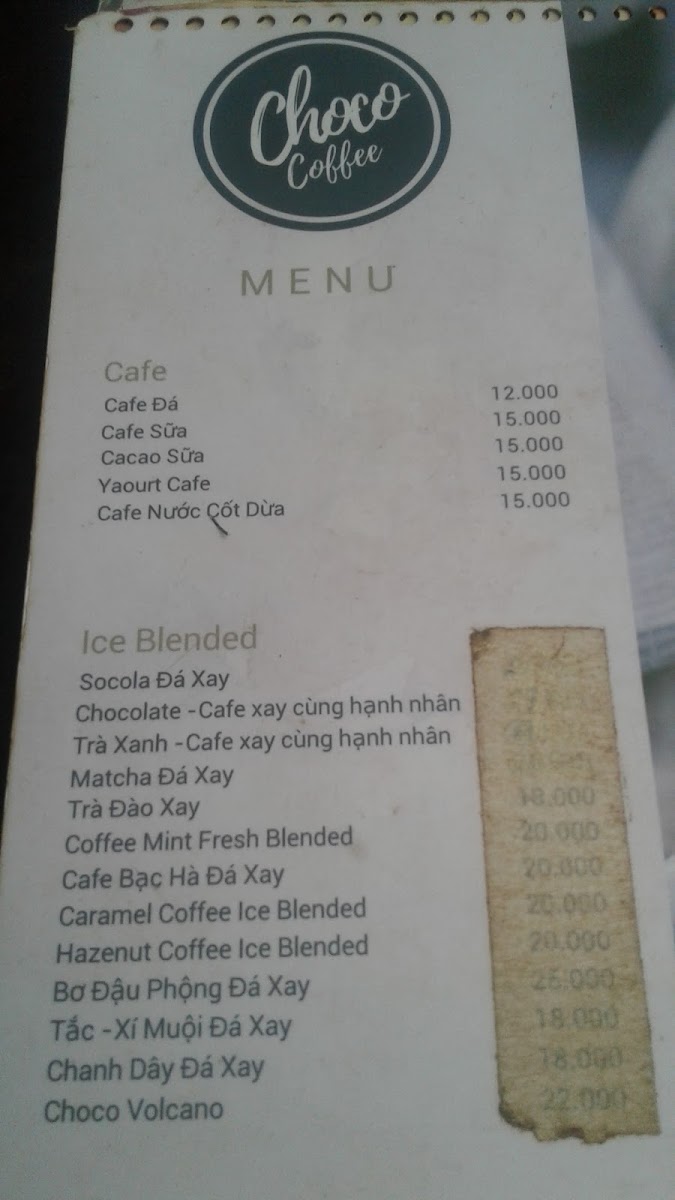 Choco
Coffee
MENU
Cafe
Cafe Đá 12.000
Cafe Sữa 15.000
Cacao Sữa 15.000
Yaourt Cafe 15.000
Cafe Nước Cốt Dừa 15.000
Ice Blended
Socola Đá Xay
Chocolate - Cafe xay cùng hạnh nhân
Trà Xanh - Cafe xay cùng hạnh nhân
Matcha Đá Xay
Trà Đào Xay 18.000
Coffee Mint Fresh Blended 20.000
Cafe Bạc Hà Đá Xay 20.000
Caramel Coffee Ice Blended 20.000
Hazenut Coffee Ice Blended 20.000
Bơ Đậu Phộng Đá Xay
Tắc - Xí Muội Đá Xay 18.000
Chanh Dây Đá Xay 18.000
Choco Volcano 22.000